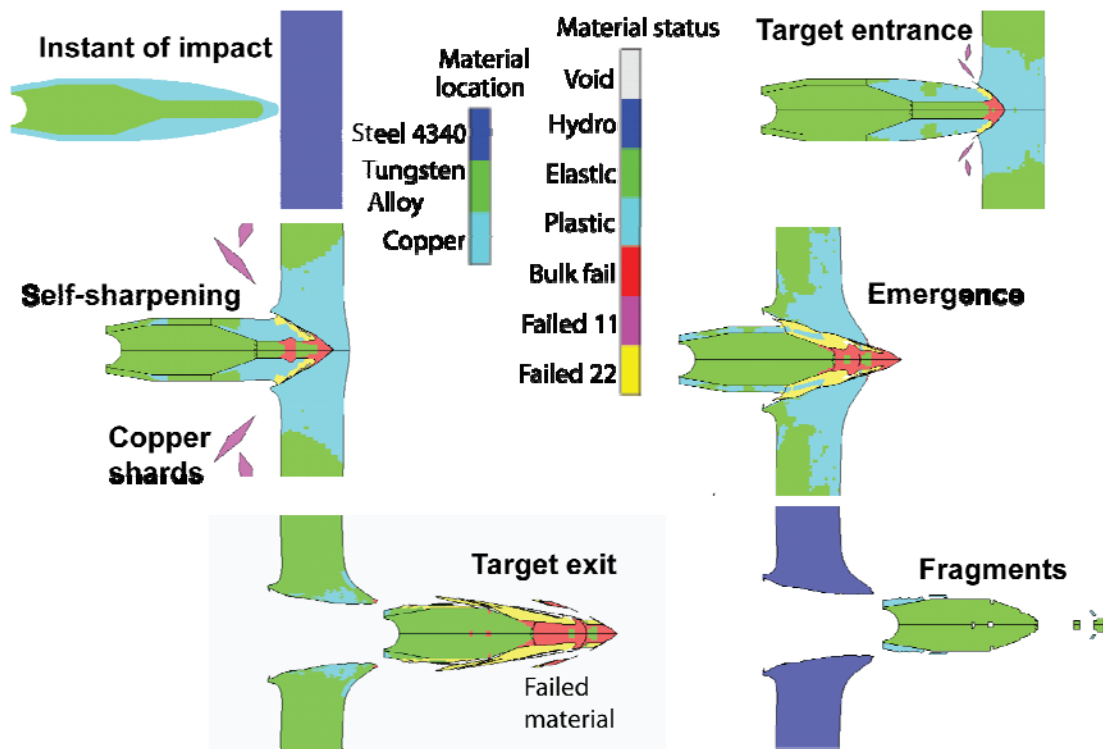 Instant of impact
Material
location
Steel 4340
Tungsten
Alloy
Copper
Material status
Void
Hydro
Elastic
Plastic
Bulk fail
Failed 11
Failed 22
Target entrance
Self-sharpening
Copper
shards
Emergence
Target exit
Failed
material
Fragments